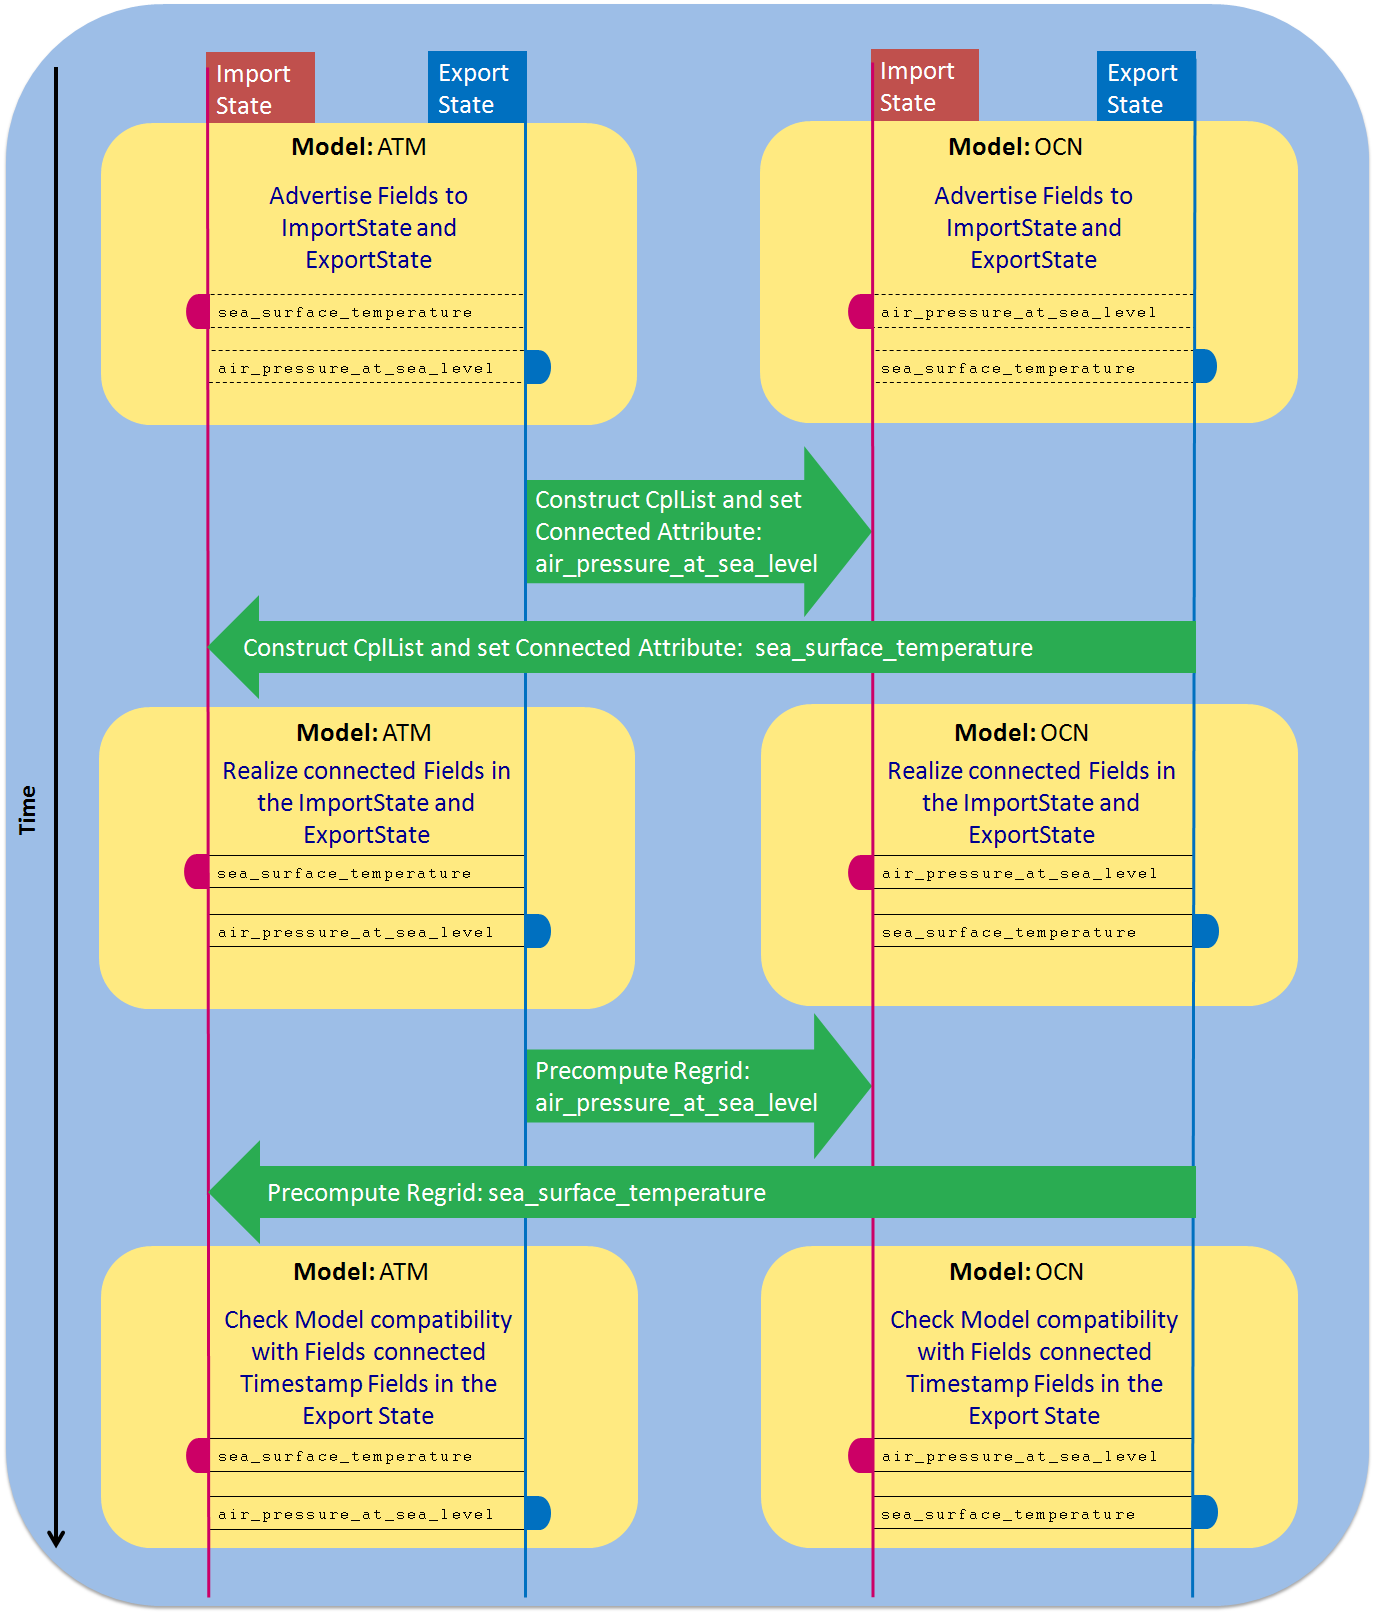 Import
State
Export
State
Import
State
Export
State
Model: ATM
Advertise Fields to
ImportState and
ExportState
sea_surface_temperature
air_pressure_at_sea_level
Model: OCN
Advertise Fields to
ImportState and
ExportState
air_pressure_at_sea_level
sea_surface_temperature
Construct CplList and set
Connected Attribute:
air_pressure_at_sea_level
Construct CplList and set Connected Attribute: sea_surface_temperature
Time
Model: ATM
Realize connected Fields in
the ImportState and
ExportState
sea_surface_temperature
air_pressure_at_sea_level
Model: OCN
Realize connected Fields in
the ImportState and
ExportState
air_pressure_at_sea_level
sea_surface_temperature
Precompute Regrid:
air_pressure_at_sea_level
Precompute Regrid: sea_surface_temperature
Model: ATM
Check Model compatibility
with Fields connected
Timestamp Fields in the
Export State
sea_surface_temperature
air_pressure_at_sea_level
Model: OCN
Check Model compatibility
with Fields connected
Timestamp Fields in the
Export State
air_pressure_at_sea_level
sea_surface_temperature